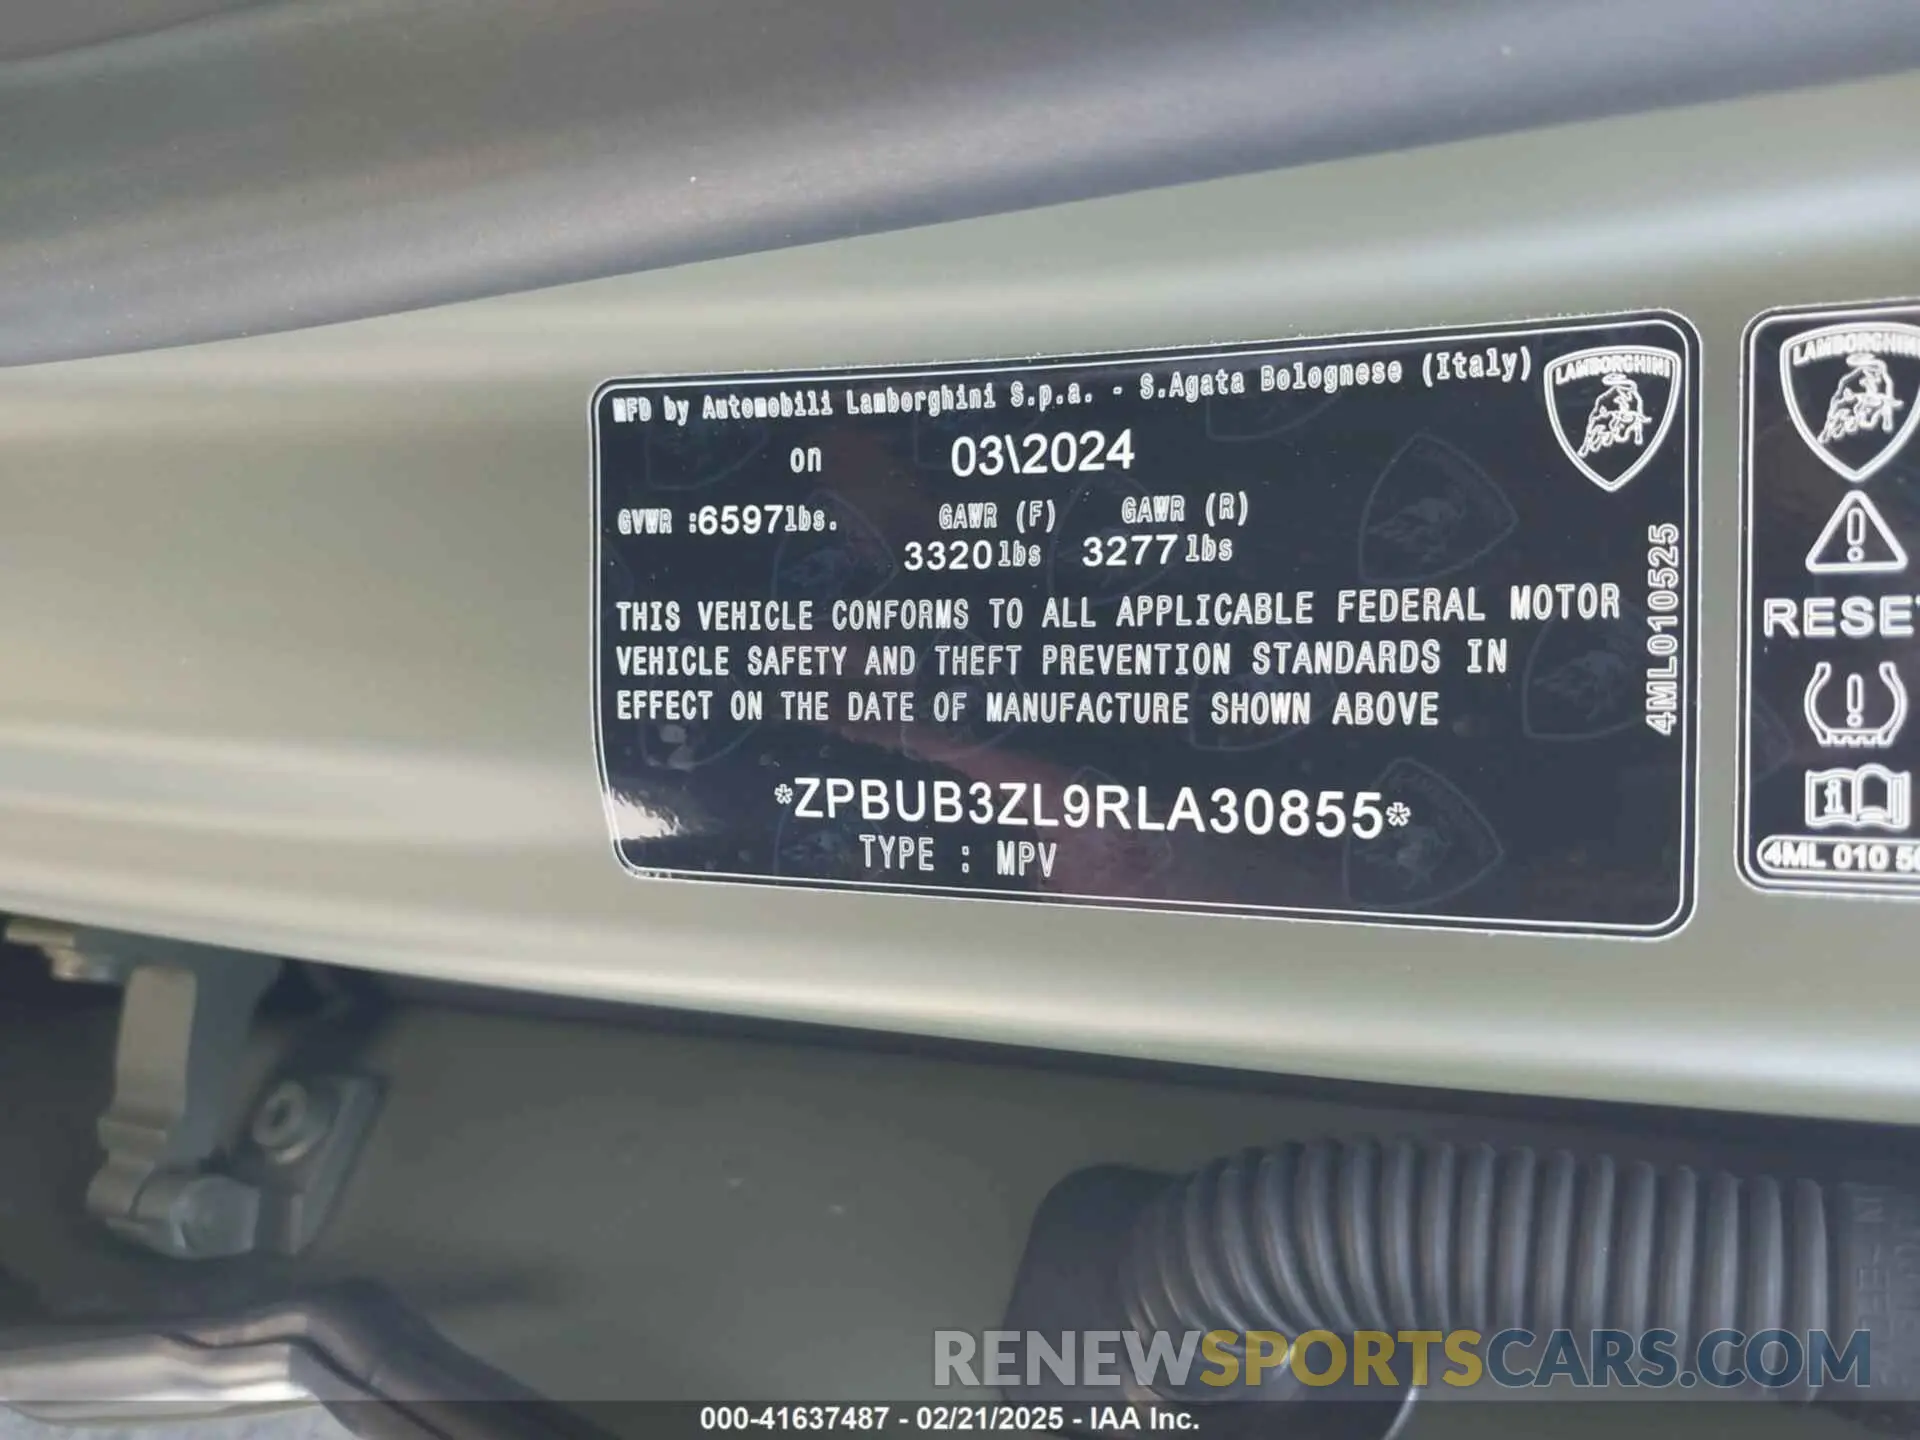 MFD by Automobili Lamborghini S.p.a. - S.Agata Bolognese (Italy)
on 03\2024
GVWR :6597lbs. GAWR (F) GAWR (R)
3320lbs 3277lbs
THIS VEHICLE CONFORMS TO ALL APPLICABLE FEDERAL MOTOR
VEHICLE SAFETY AND THEFT PREVENTION STANDARDS IN
EFFECT ON THE DATE OF MANUFACTURE SHOWN ABOVE
*ZPBUB3ZL9RLA30855*
TYPE : MPV
LAMBORGHINI
4ML010525
LAMBORGHINI
RESET
4ML 010 5
RENEWSPORTSCARS.COM
000-41637487 - 02/21/2025 - IAA Inc.